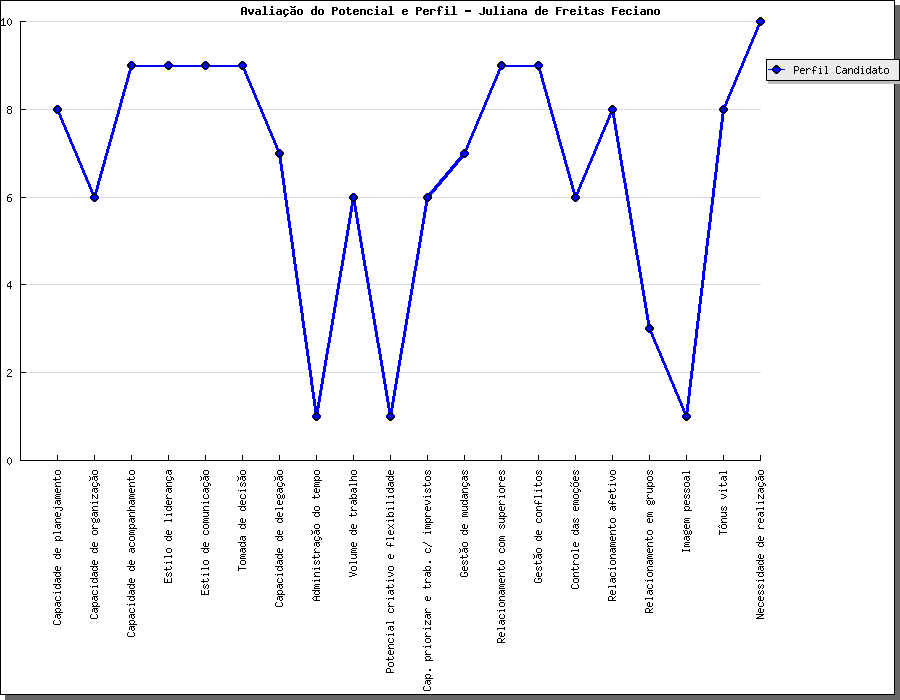 Avaliação do Potencial e Perfil - Juliana de Freitas Feciano
10
8
6
4
2
0
Perfil Candidato
Capacidade de planejamento
Capacidade de organização
Capacidade de acompanhamento
Estilo de liderança
Estilo de comunicação
Tomada de decisão
Capacidade de delegação
Administração do tempo
Volume de trabalho
Potencial criativo e flexibilidade
Cap. priorizar e trab. c/ imprevistos
Gestão de mudanças
Relacionamento com superiores
Gestão de conflitos
Controle das emoções
Relacionamento afetivo
Relacionamento em grupos
Imagem pessoal
Tônus vital
Necessidade de realização